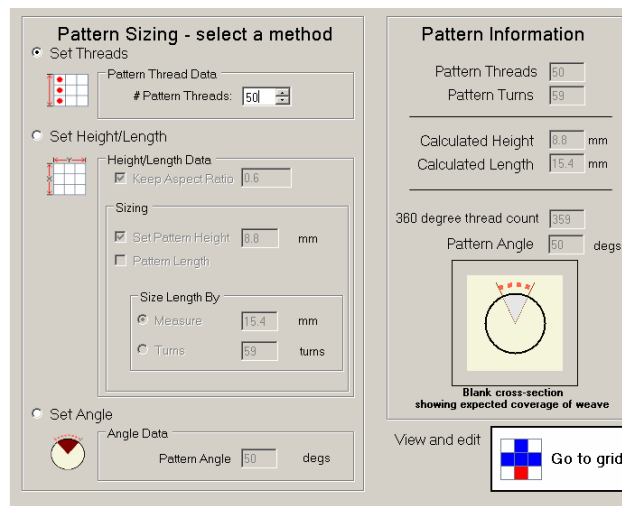 Pattern Sizing - select a method
Set Threads
Pattern Thread Data
# Pattern Threads: 50
Set Height/Length
Height/Length Data
Keep Aspect Ratio 0.6
Sizing
Set Pattern Height 8.8 mm
Pattern Length
Size Length By
Measure 15.4 mm
Turns 59 turns
Set Angle
Angle Data
Pattern Angle 50 degs
Pattern Information
Pattern Threads 50
Pattern Turns 59
Calculated Height 8.8 mm
Calculated Length 15.4 mm
360 degree thread count 359
Pattern Angle 50 degs
Blank cross-section
showing expected coverage of weave
View and edit
Go to grid